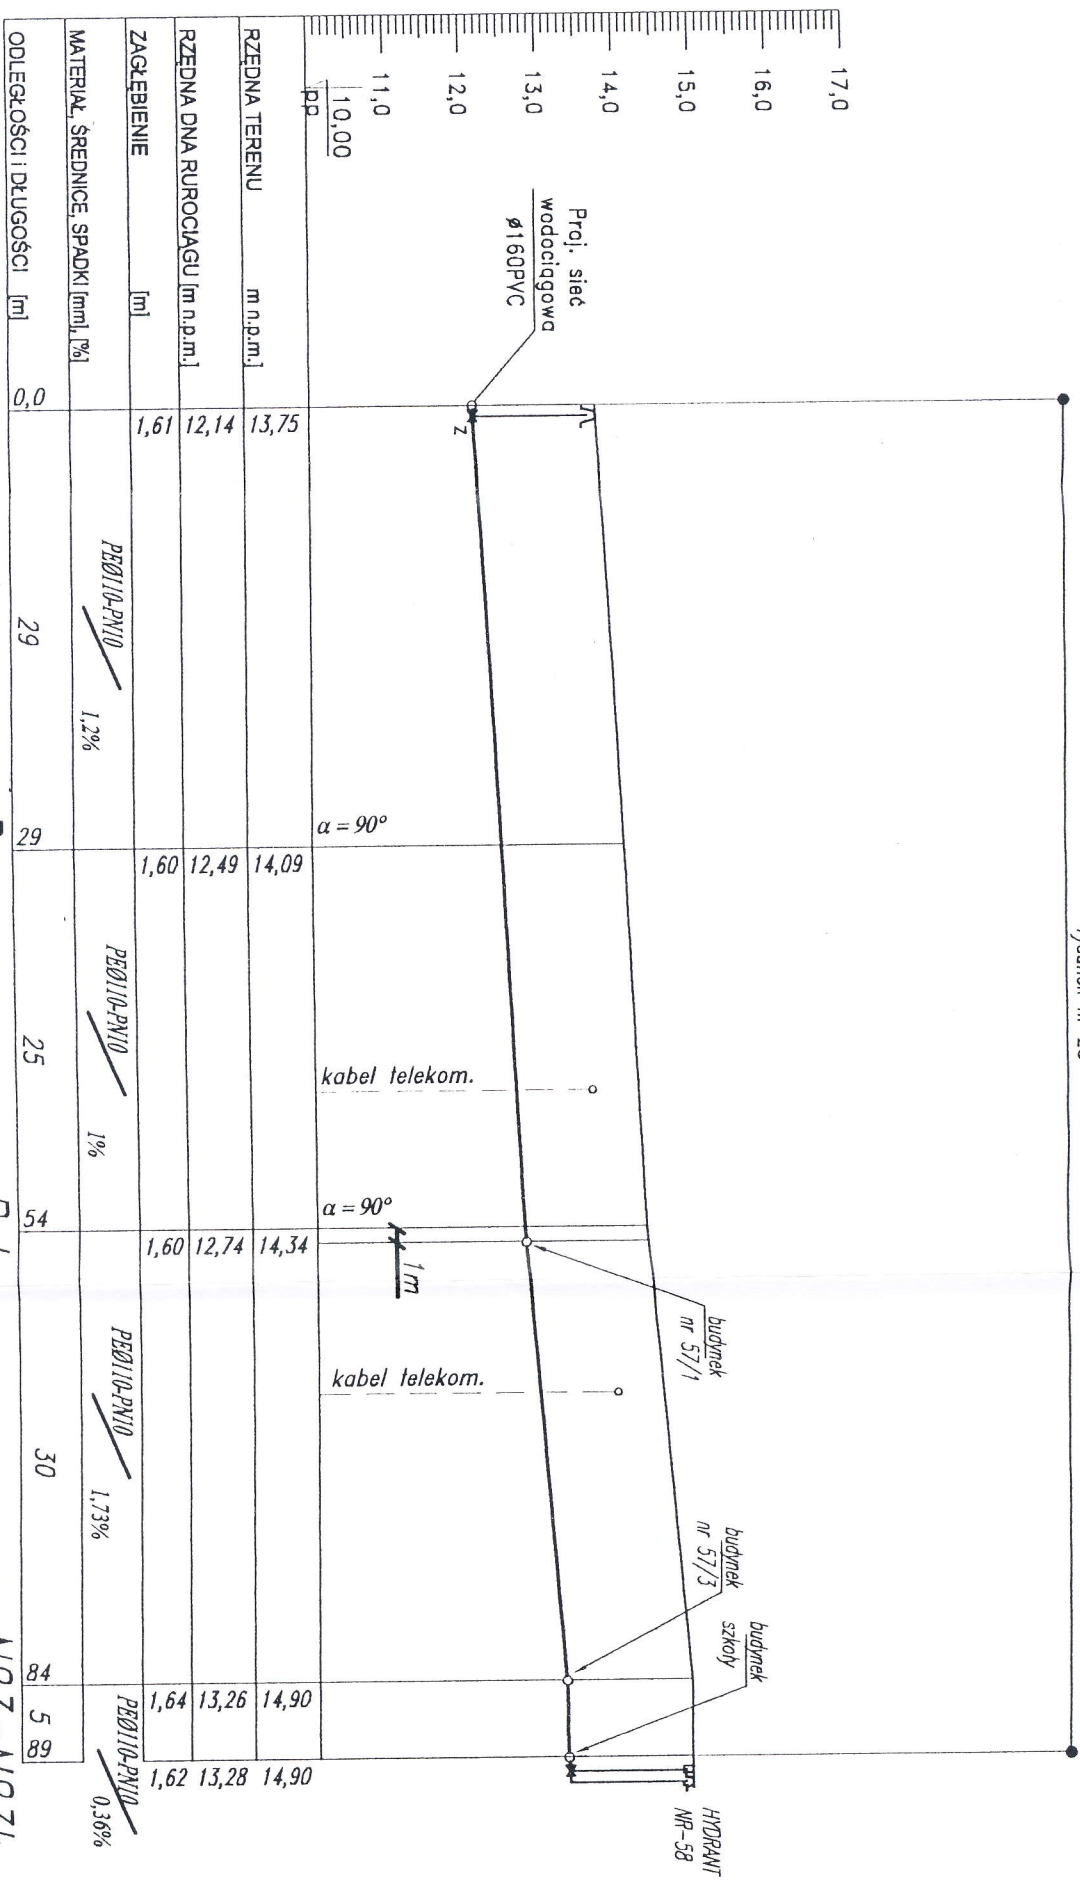 17,0
16,0
15,0
14,0
13,0
12,0
11,0
10,00
p.p
Proj. sieć
wodociągowa
ø160PVC
Z
budynek
nr 57/1
budynek
nr 57/3
budynek
szkoły
HYDRANT
NR-58
α = 90°
kabel telekom.
α = 90°
1m
kabel telekom.
RZĘDNA TERENU m n.p.m.]
13,75 14,09 14,34 14,90 14,90
RZĘDNA DNA RUROCIĄGU [m n.p.m.]
12,14 12,49 12,74 13,26 13,28
ZAGŁĘBIENIE [m]
1,61 1,60 1,60 1,64 1,62
MATERIAŁ, ŚREDNICE, SPADKI [mm], [%]
PEØ110-PN10 1,2%
PEØ110-PN10 1%
PEØ110-PN10 1,73%
PEØ110-PN10 0,36%
ODLEGŁOŚCI i DŁUGOŚCI [m]
0,0 29 29 25 54 30 84 5 89